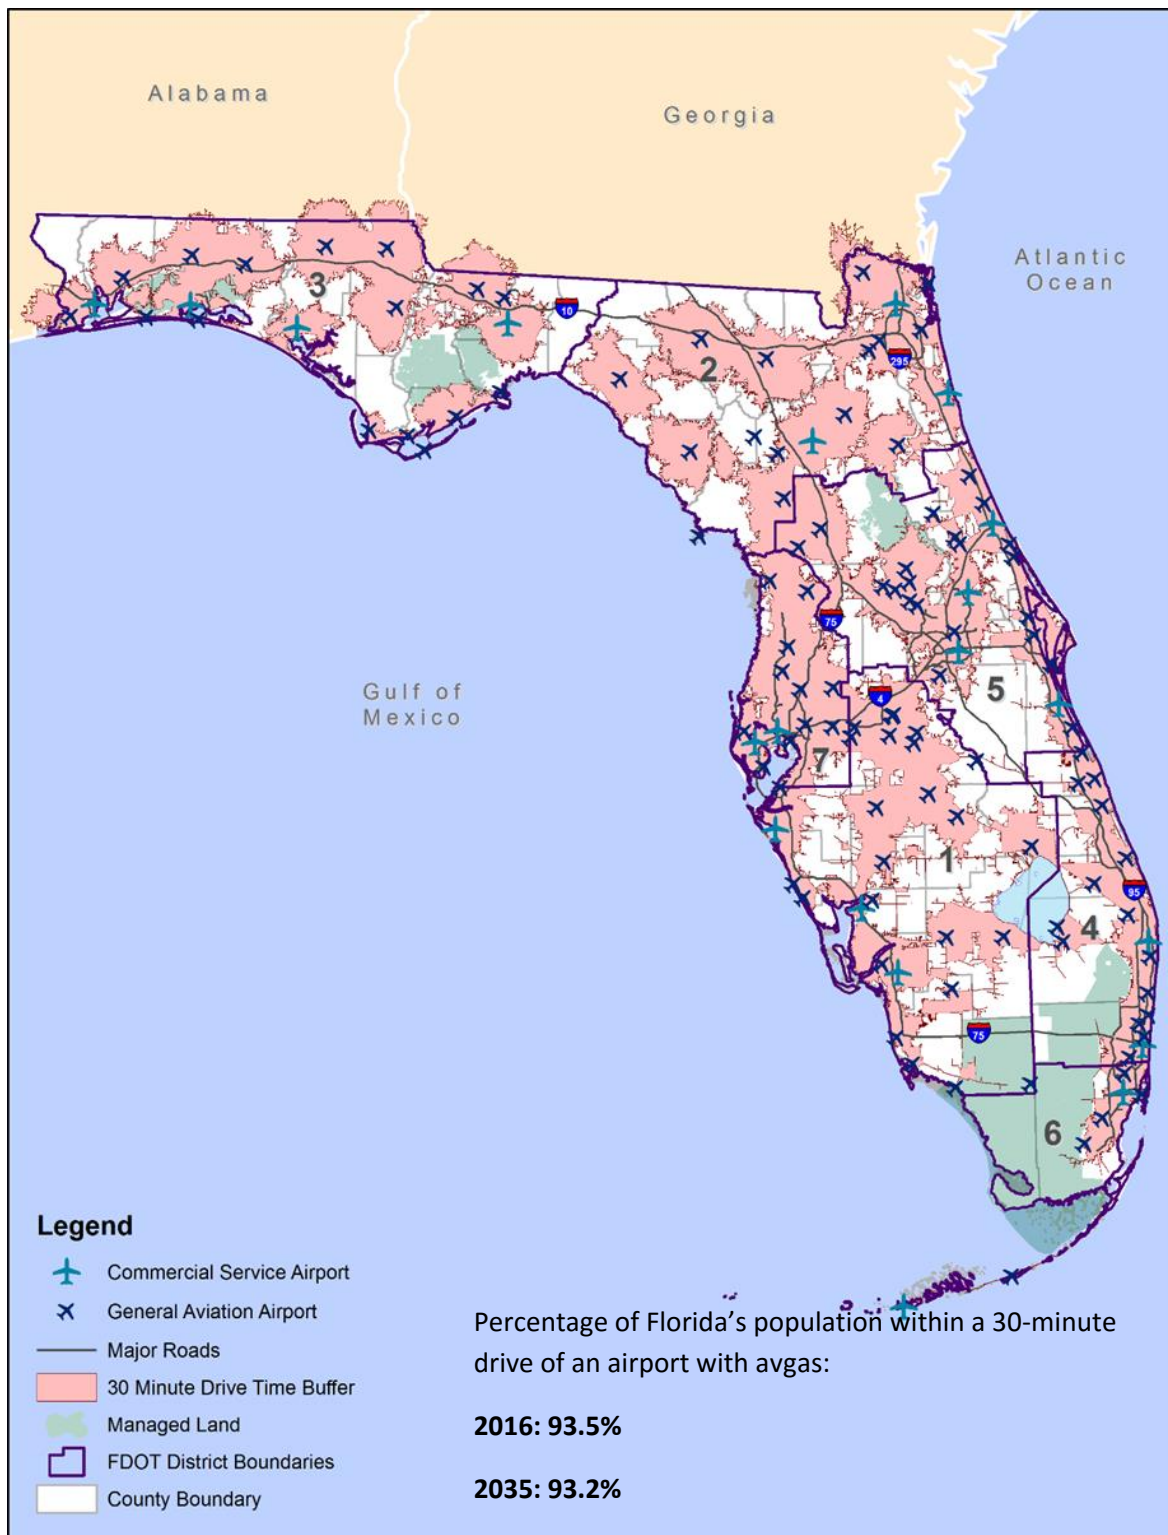 Alabama
Georgia
Atlantic
Ocean
3
10
2
295
75
Gulf of
Mexico
4
5
7
1
95
4
75
6
Legend
Commercial Service Airport
General Aviation Airport
Major Roads
30 Minute Drive Time Buffer
Managed Land
FDOT District Boundaries
County Boundary
Percentage of Florida’s population within a 30-minute
drive of an airport with avgas:
2016: 93.5%
2035: 93.2%